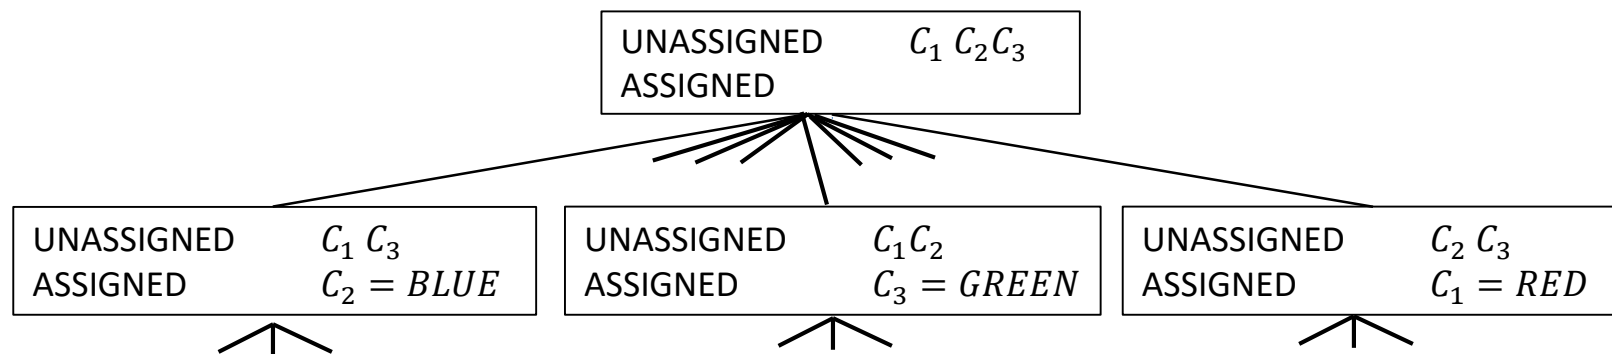 UNASSIGNED C₁ C₂C₃
ASSIGNED
UNASSIGNED C₁ C₃
ASSIGNED C₂ = BLUE
UNASSIGNED C₁C₂
ASSIGNED C₃ = GREEN
UNASSIGNED C₂ C₃
ASSIGNED C₁ = RED